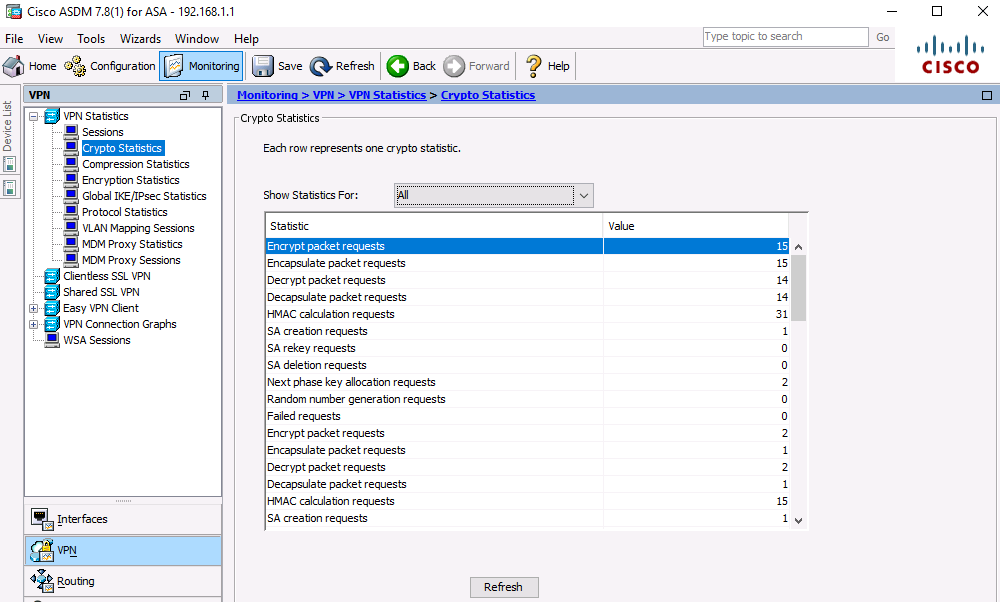 Cisco ASDM 7.8(1) for ASA - 192.168.1.1
File View Tools Wizards Window Help
Type topic to search Go
Home Configuration Monitoring Save Refresh Back Forward Help
CISCO
Device List
VPN
VPN Statistics
Sessions
Crypto Statistics
Compression Statistics
Encryption Statistics
Global IKE/IPsec Statistics
Protocol Statistics
VLAN Mapping Sessions
MDM Proxy Statistics
MDM Proxy Sessions
Clientless SSL VPN
Shared SSL VPN
Easy VPN Client
VPN Connection Graphs
WSA Sessions
Interfaces
VPN
Routing
Monitoring > VPN > VPN Statistics > Crypto Statistics
Crypto Statistics
Each row represents one crypto statistic.
Show Statistics For: All
Statistic Value
Encrypt packet requests 15
Encapsulate packet requests 15
Decrypt packet requests 14
Decapsulate packet requests 14
HMAC calculation requests 31
SA creation requests 1
SA rekey requests 0
SA deletion requests 0
Next phase key allocation requests 2
Random number generation requests 0
Failed requests 0
Encrypt packet requests 2
Encapsulate packet requests 1
Decrypt packet requests 2
Decapsulate packet requests 1
HMAC calculation requests 15
SA creation requests 1
Refresh